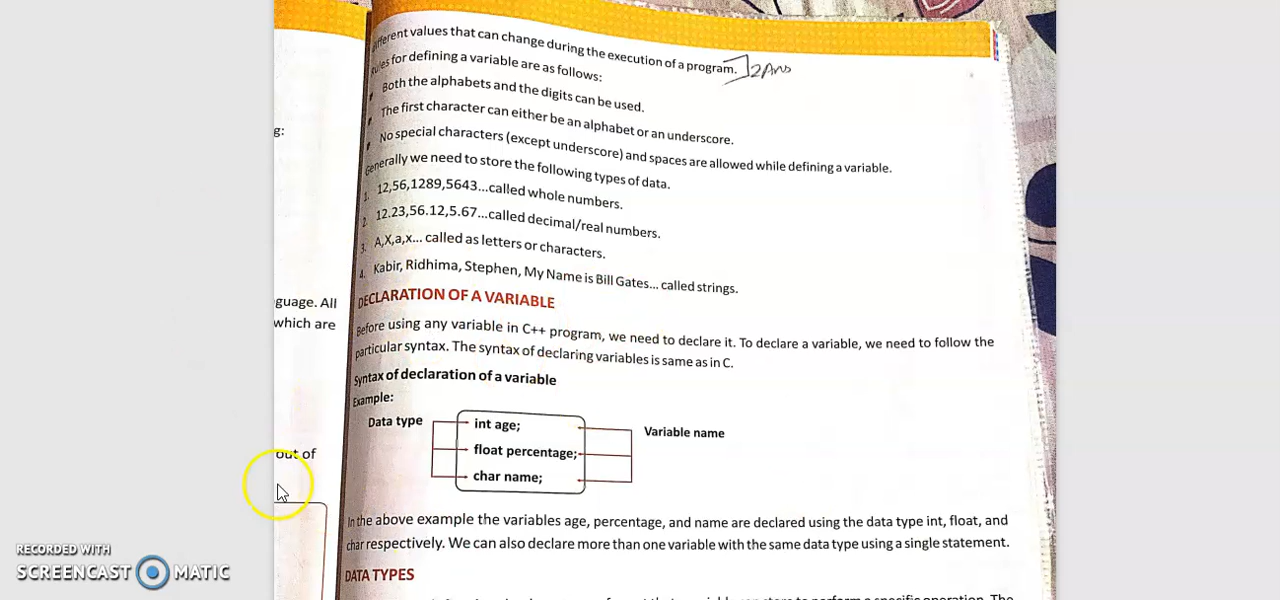 different values that can change during the execution of a program. 2Ans
Rules for defining a variable are as follows:
Both the alphabets and the digits can be used.
The first character can either be an alphabet or an underscore.
No special characters (except underscore) and spaces are allowed while defining a variable.
g:
Generally we need to store the following types of data.
1. 12,56,1289,5643...called whole numbers.
2. 12.23,56.12,5.67...called decimal/real numbers.
3. A,X,a,x... called as letters or characters.
4. Kabir, Ridhima, Stephen, My Name is Bill Gates... called strings.
guage. All
which are
DECLARATION OF A VARIABLE
Before using any variable in C++ program, we need to declare it. To declare a variable, we need to follow the
particular syntax. The syntax of declaring variables is same as in C.
Syntax of declaration of a variable
Example:
Data type
int age;
float percentage;
char name;
Variable name
out of
In the above example the variables age, percentage, and name are declared using the data type int, float, and
char respectively. We can also declare more than one variable with the same data type using a single statement.
DATA TYPES
RECORDED WITH
SCREENCAST MATIC